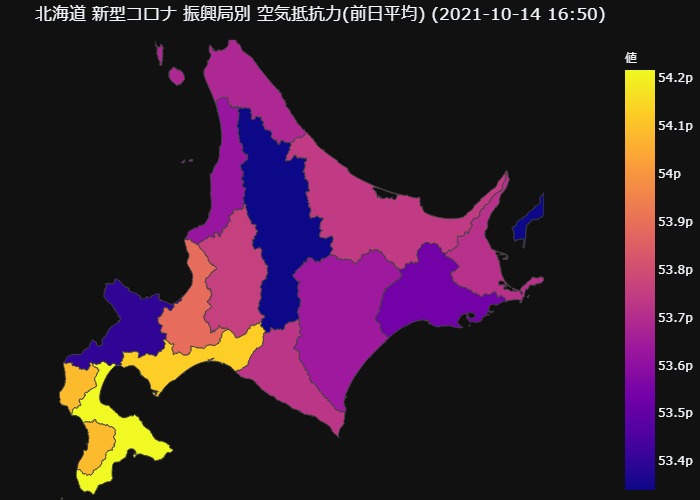 北海道 新型コロナ 振興局別 空気抵抗力(前日平均) (2021-10-14 16:50)
値
54.2p
54.1p
54p
53.9p
53.8p
53.7p
53.6p
53.5p
53.4p